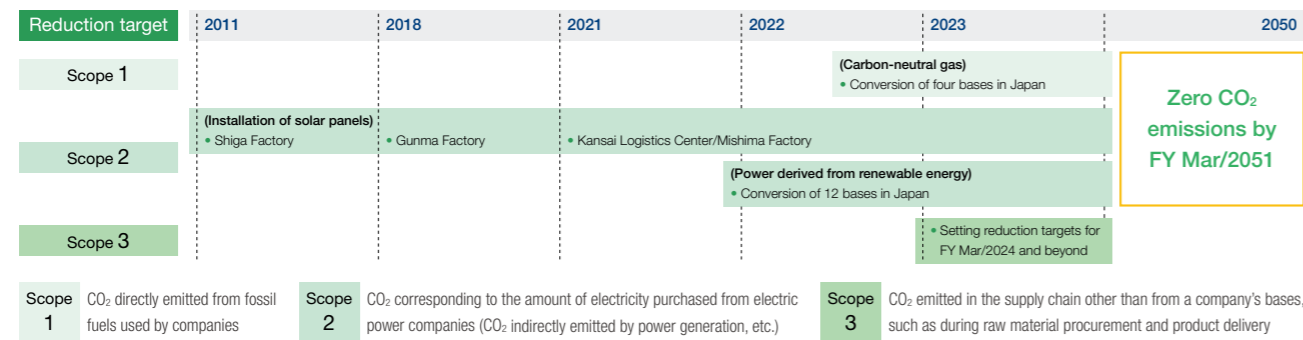 Reduction target 2011 2018 2021 2022 2023 2050
Scope 1
(Carbon-neutral gas)
• Conversion of four bases in Japan
Scope 2
(Installation of solar panels)
• Shiga Factory • Gunma Factory • Kansai Logistics Center/Mishima Factory
(Power derived from renewable energy)
• Conversion of 12 bases in Japan
Scope 3
• Setting reduction targets for
FY Mar/2024 and beyond
Zero CO₂
emissions by
FY Mar/2051
Scope
1
CO₂ directly emitted from fossil
fuels used by companies
Scope
2
CO₂ corresponding to the amount of electricity purchased from electric
power companies (CO₂ indirectly emitted by power generation, etc.)
Scope
3
CO₂ emitted in the supply chain other than from a company's bases,
such as during raw material procurement and product delivery